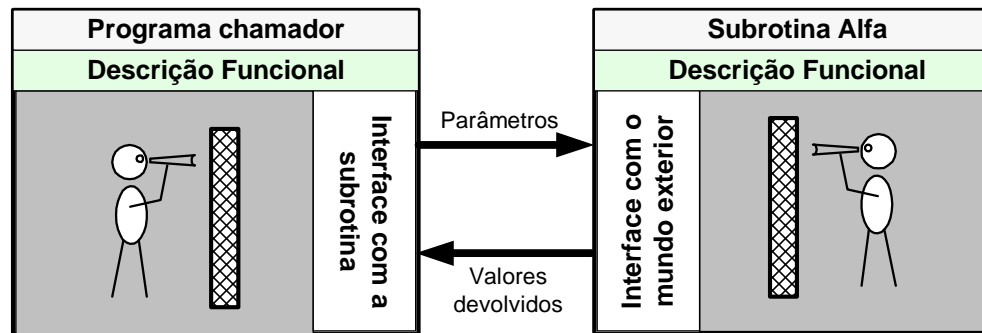 Programa chamador
Descrição Funcional
Interface com a
subrotina
Parâmetros
Valores
devolvidos
Subrotina Alfa
Descrição Funcional
Interface com o
mundo exterior